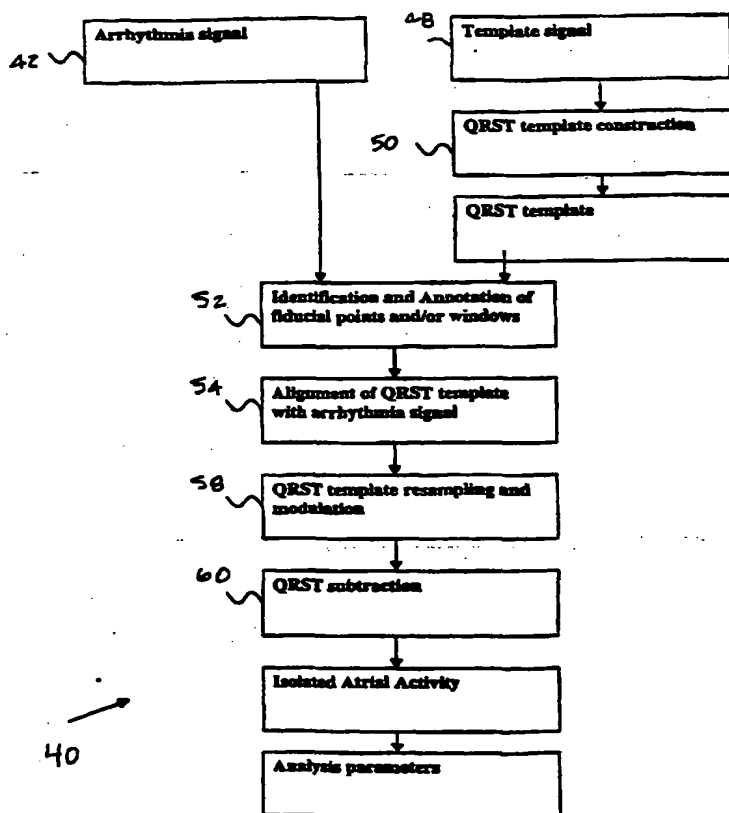 42
Arrhythmia signal
48
Template signal
50
QRST template construction
QRST template
52
Identification and Annotation of
fiducial points and/or windows
54
Alignment of QRST template
with arrhythmia signal
58
QRST template resampling and
modulation
60
QRST subtraction
Isolated Atrial Activity
40
Analysis parameters